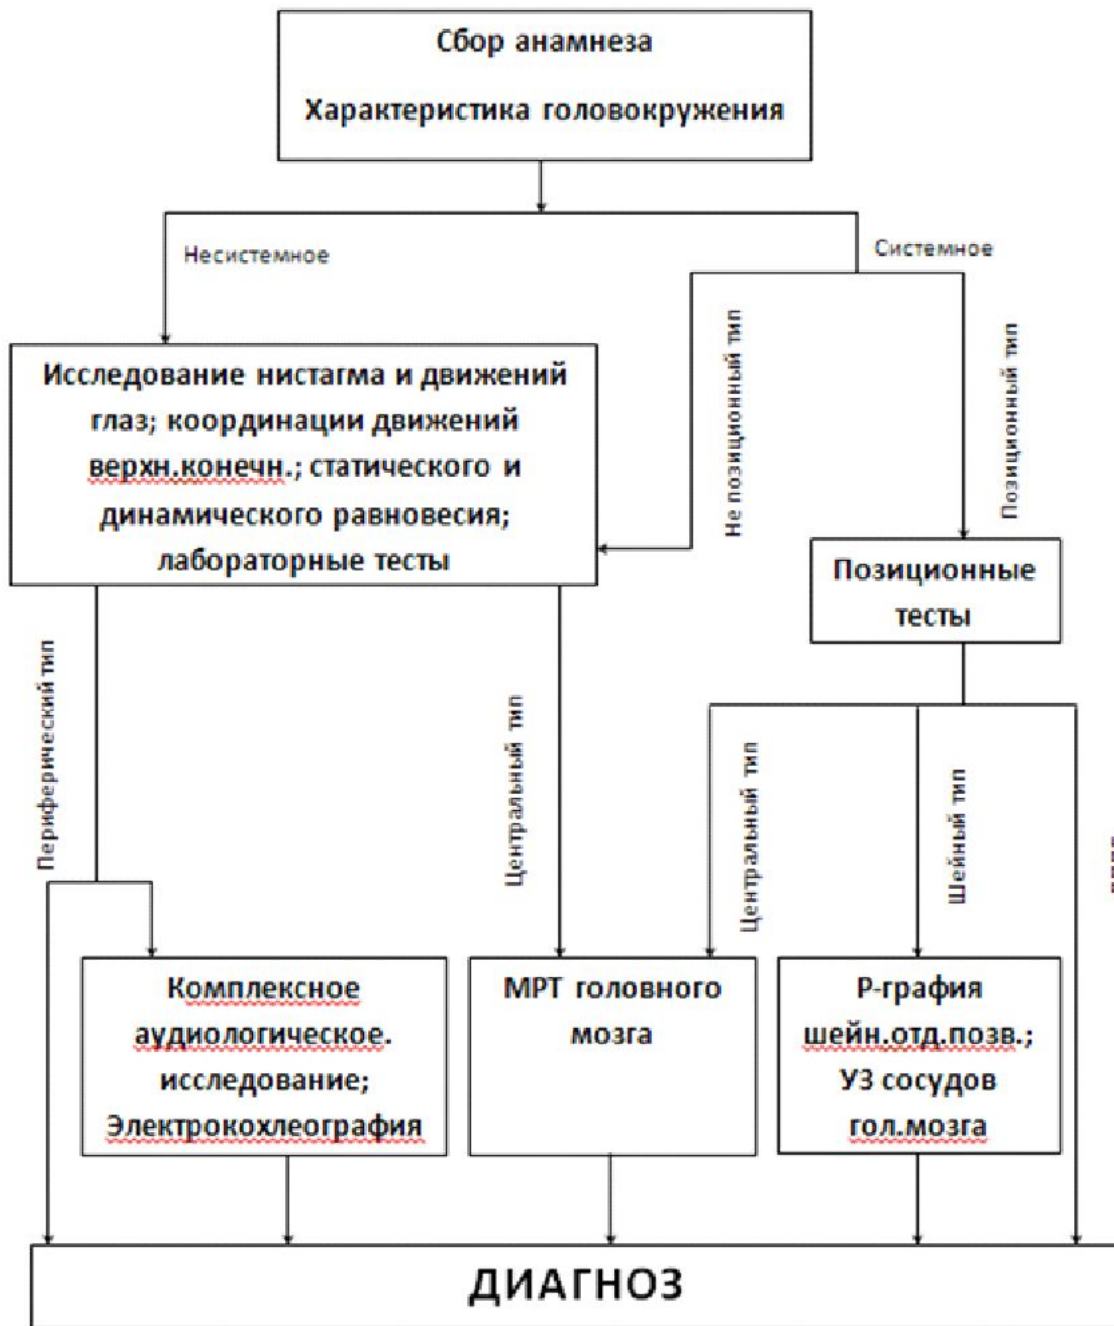 Сбор анамнеза
Характеристика головокружения
Несистемное
Системное
Не позиционный тип
Позиционный тип
Исследование нистагма и движений
глаз; координации движений
верхн.конечн.; статического и
динамического равновесия;
лабораторные тесты
Позиционные
тесты
Периферический тип
Центральный тип
Центральный тип
Шейный тип
Комплексное
аудиологическое.
исследование;
Электрокохлеография
МРТ головного
мозга
Р-графия
шейн.отд.позв.;
УЗ сосудов
гол.мозга
ДИАГНОЗ